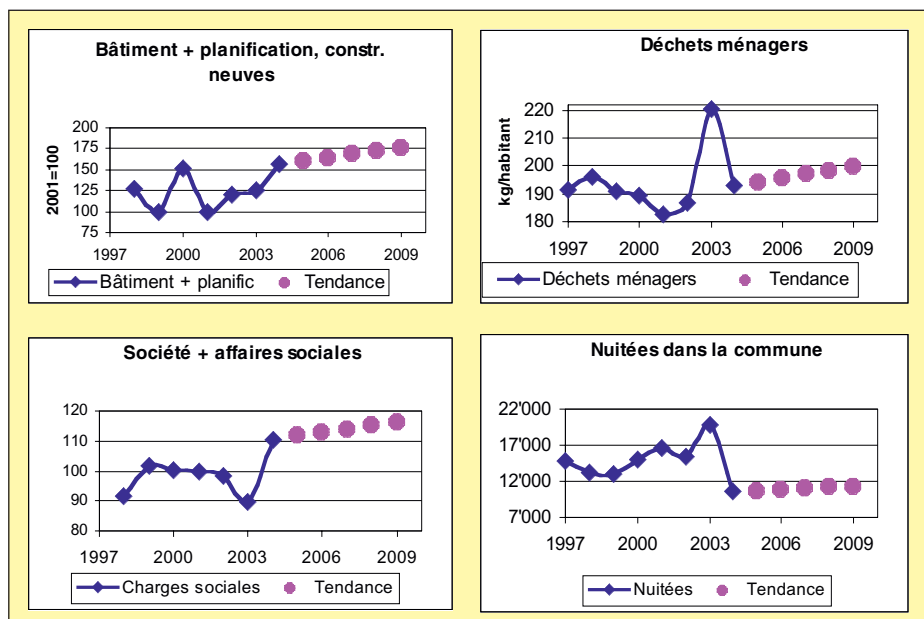 Bâtiment + planification, constr.
neuves
2001=100
200
175
150
125
100
75
1997 2000 2003 2006 2009
Bâtiment + planific Tendance
Déchets ménagers
kg/habitant
220
210
200
190
180
1997 2000 2003 2006 2009
Déchets ménagers Tendance
Société + affaires sociales
120
110
100
90
80
1997 2000 2003 2006 2009
Charges sociales Tendance
Nuitées dans la commune
22'000
17'000
12'000
7'000
1997 2000 2003 2006 2009
Nuitées Tendance